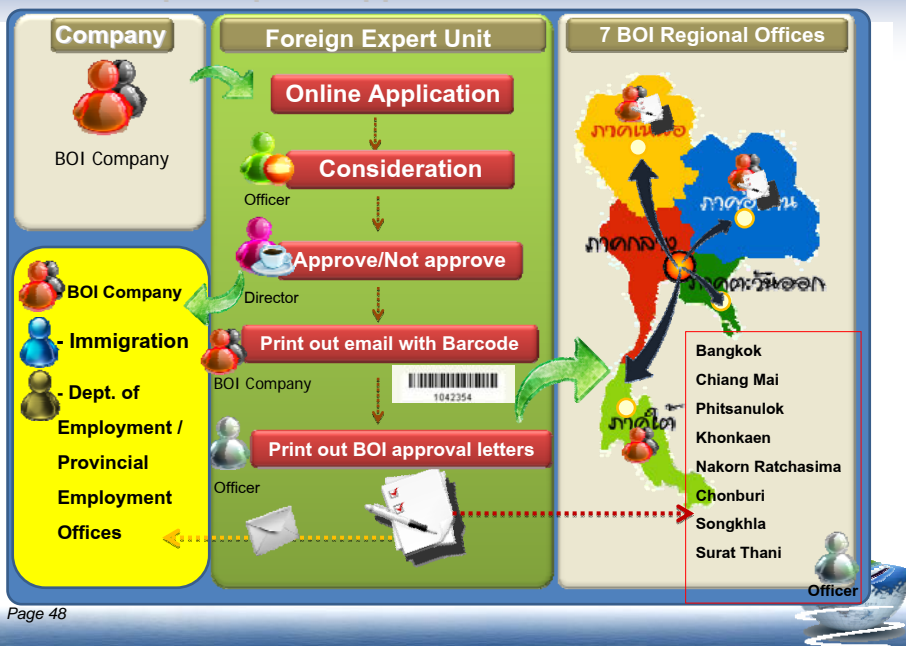 Company
BOI Company
Foreign Expert Unit
Online Application
Consideration
Officer
Approve/Not approve
Director
Print out email with Barcode
BOI Company
1042354
Print out BOI approval letters
Officer
BOI Company
- Immigration
- Dept. of
Employment /
Provincial
Employment
Offices
7 BOI Regional Offices
ภาคกลาง
ภาคตะวันออก
ภาคใต้
Bangkok
Chiang Mai
Phitsanulok
Khonkaen
Nakorn Ratchasima
Chonburi
Songkhla
Surat Thani
Officer
Page 48